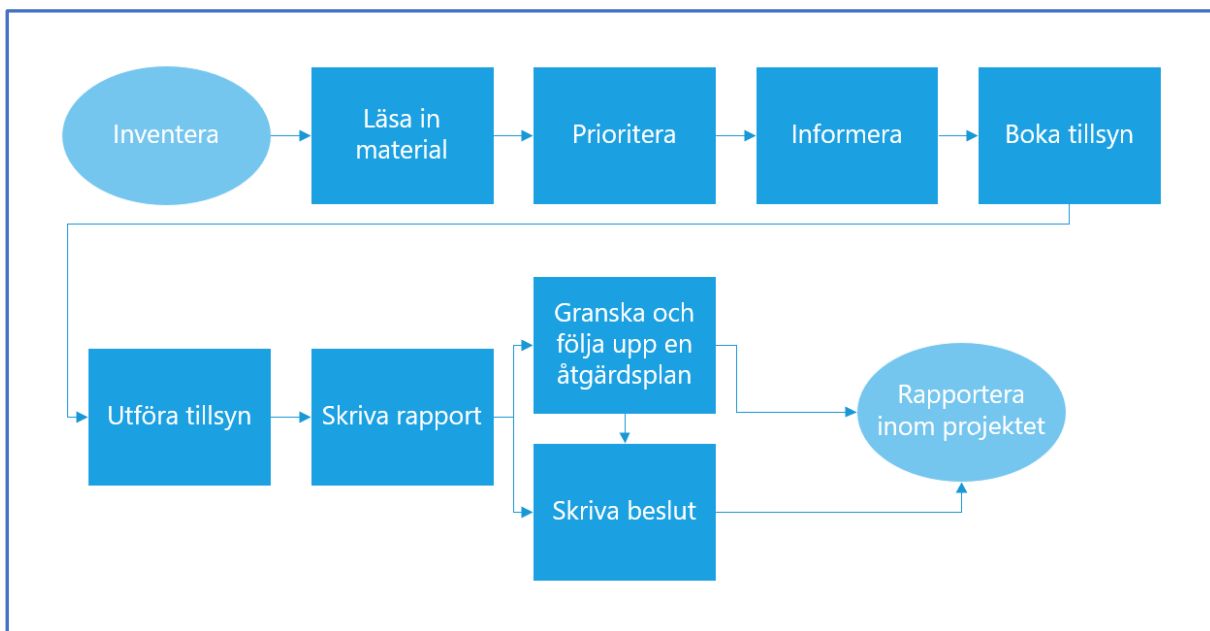 Inventera
Läsa in
material
Prioritera
Informera
Boka tillsyn
Utföra tillsyn
Skriva rapport
Granska och
följa upp en
åtgärdsplan
Skriva beslut
Rapportera
inom projektet